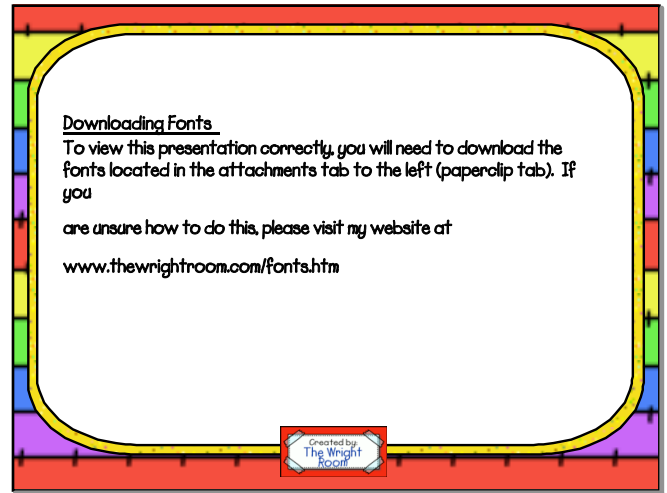 Downloading Fonts
To view this presentation correctly, you will need to download the
fonts located in the attachments tab to the left (paperclip tab).  If
you
are unsure how to do this, please visit my website at
www.thewrightroom.com/fonts.htm
Created by:
The Wright
Room